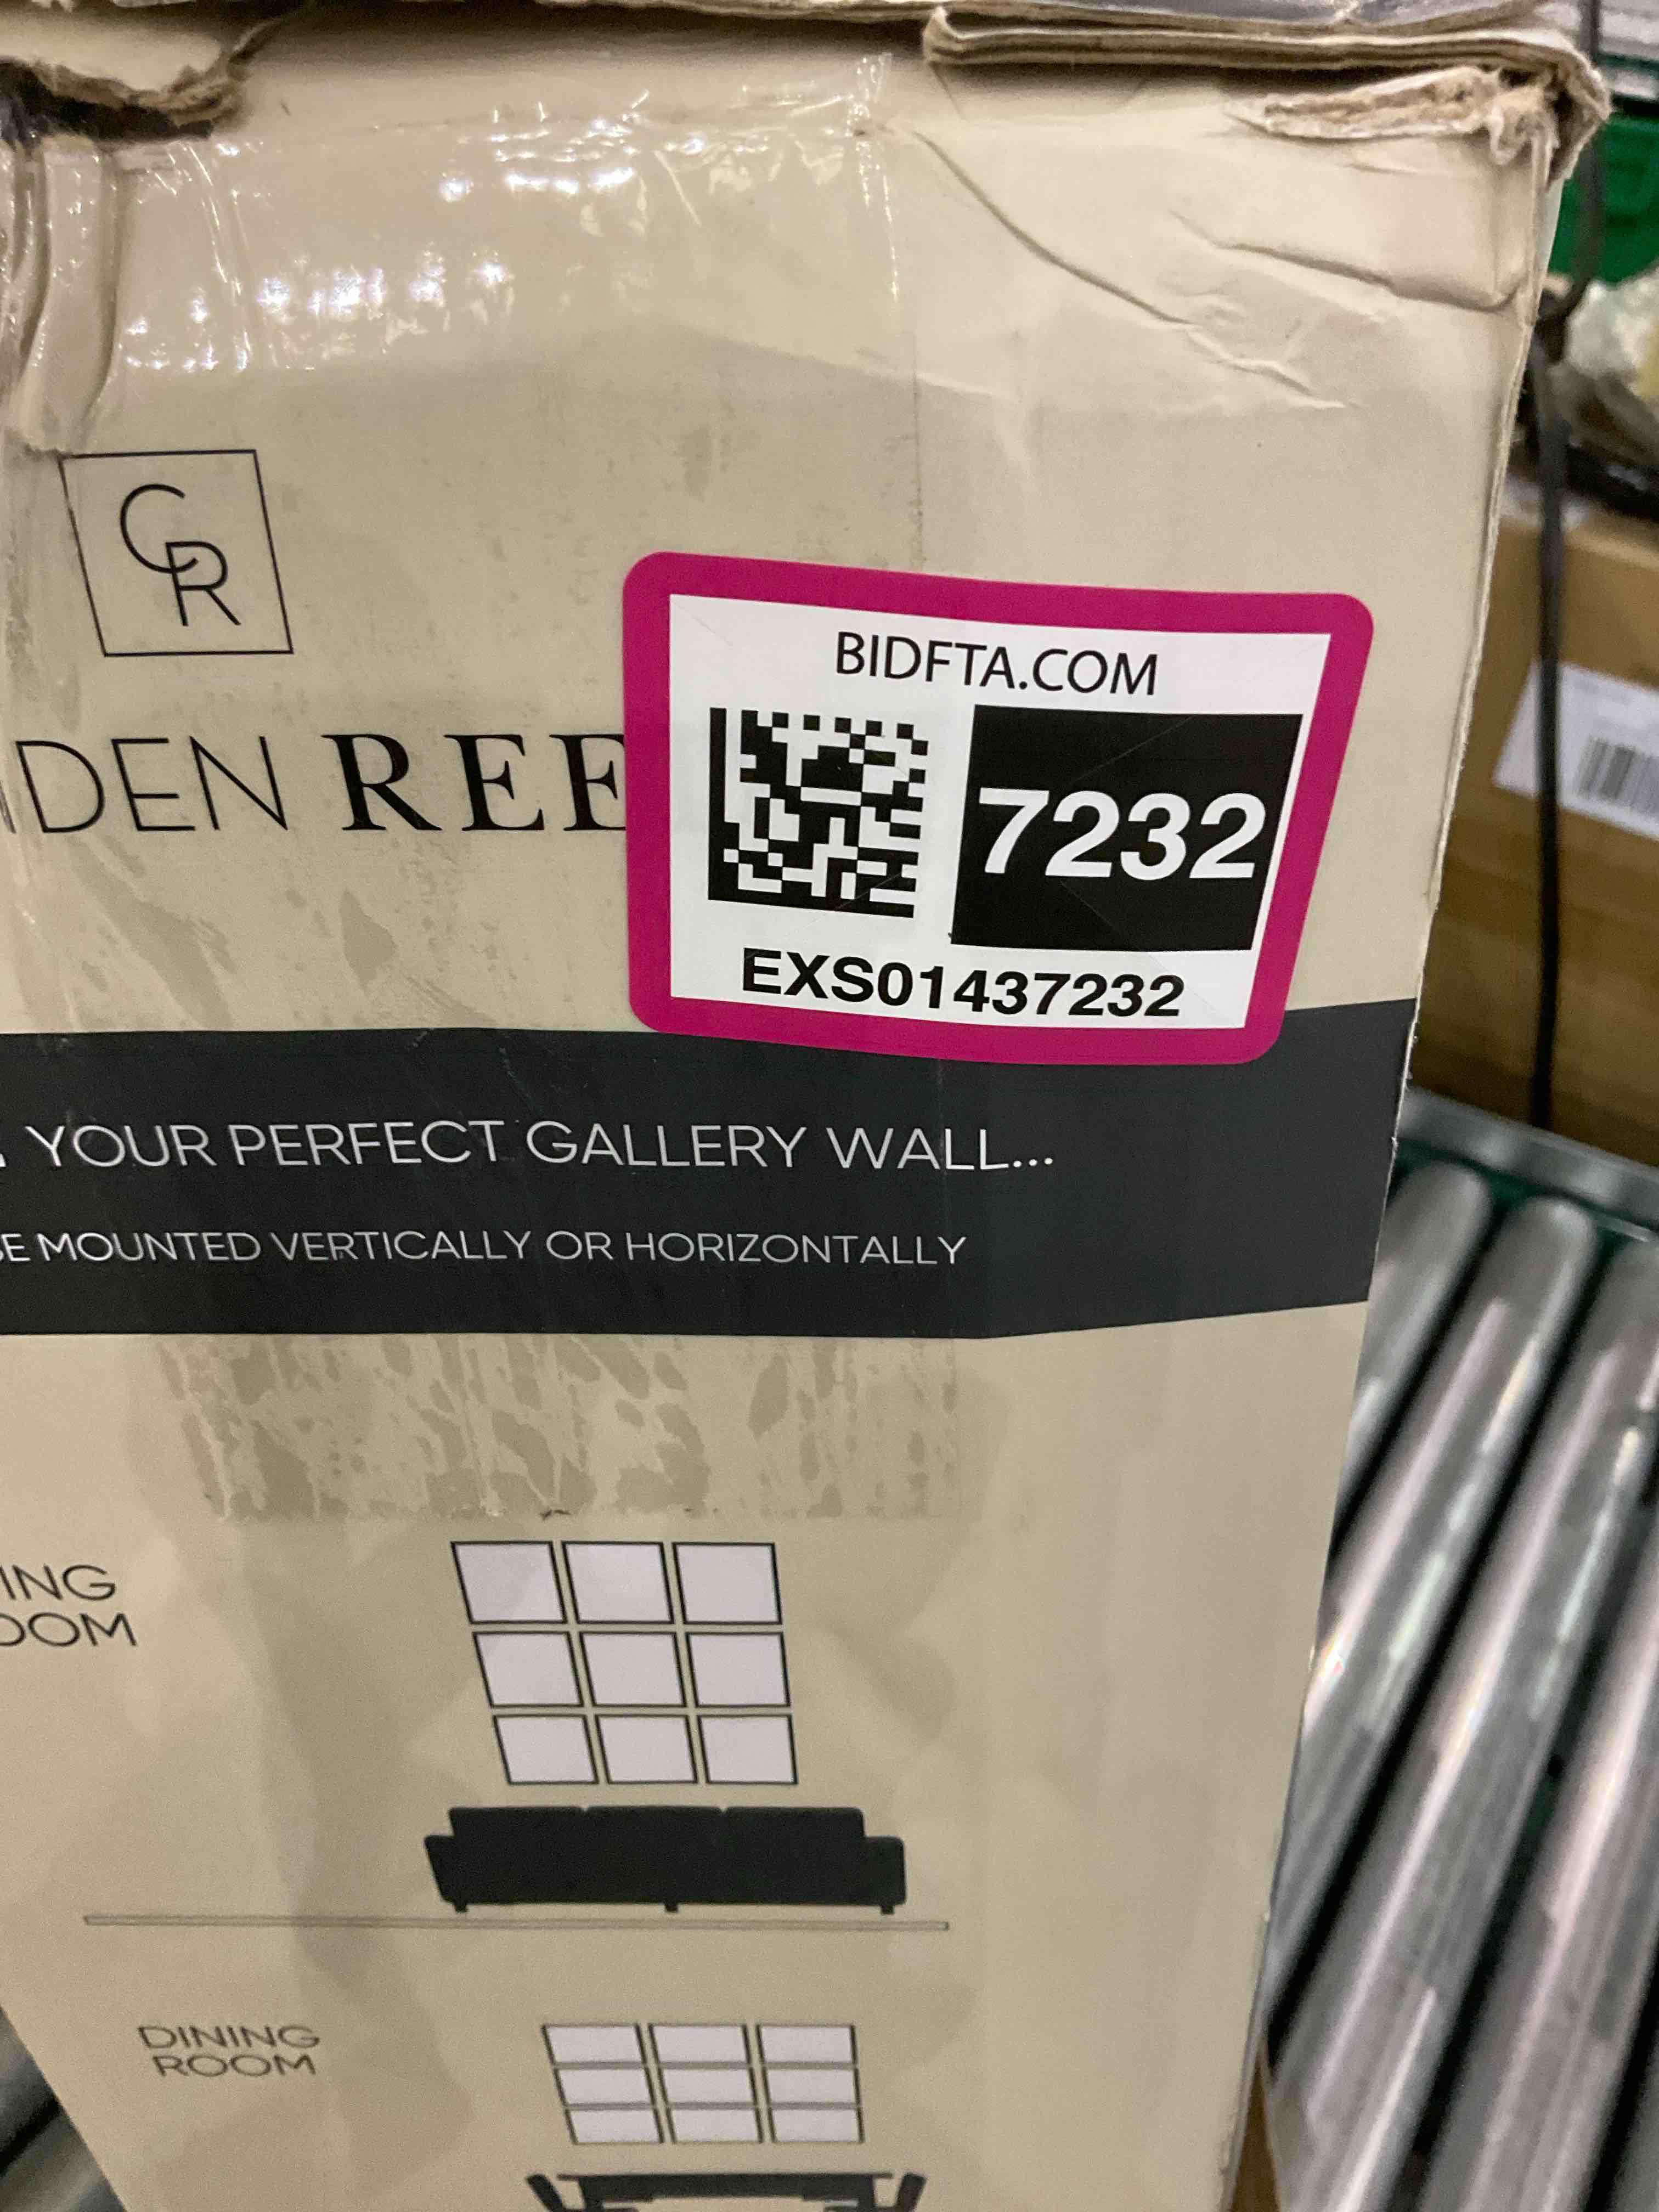 CR
DEN REE
BIDFTA.COM
7232
EXS01437232
. YOUR PERFECT GALLERY WALL...
E MOUNTED VERTICALLY OR HORIZONTALLY
ING
OOM
DINING
ROOM